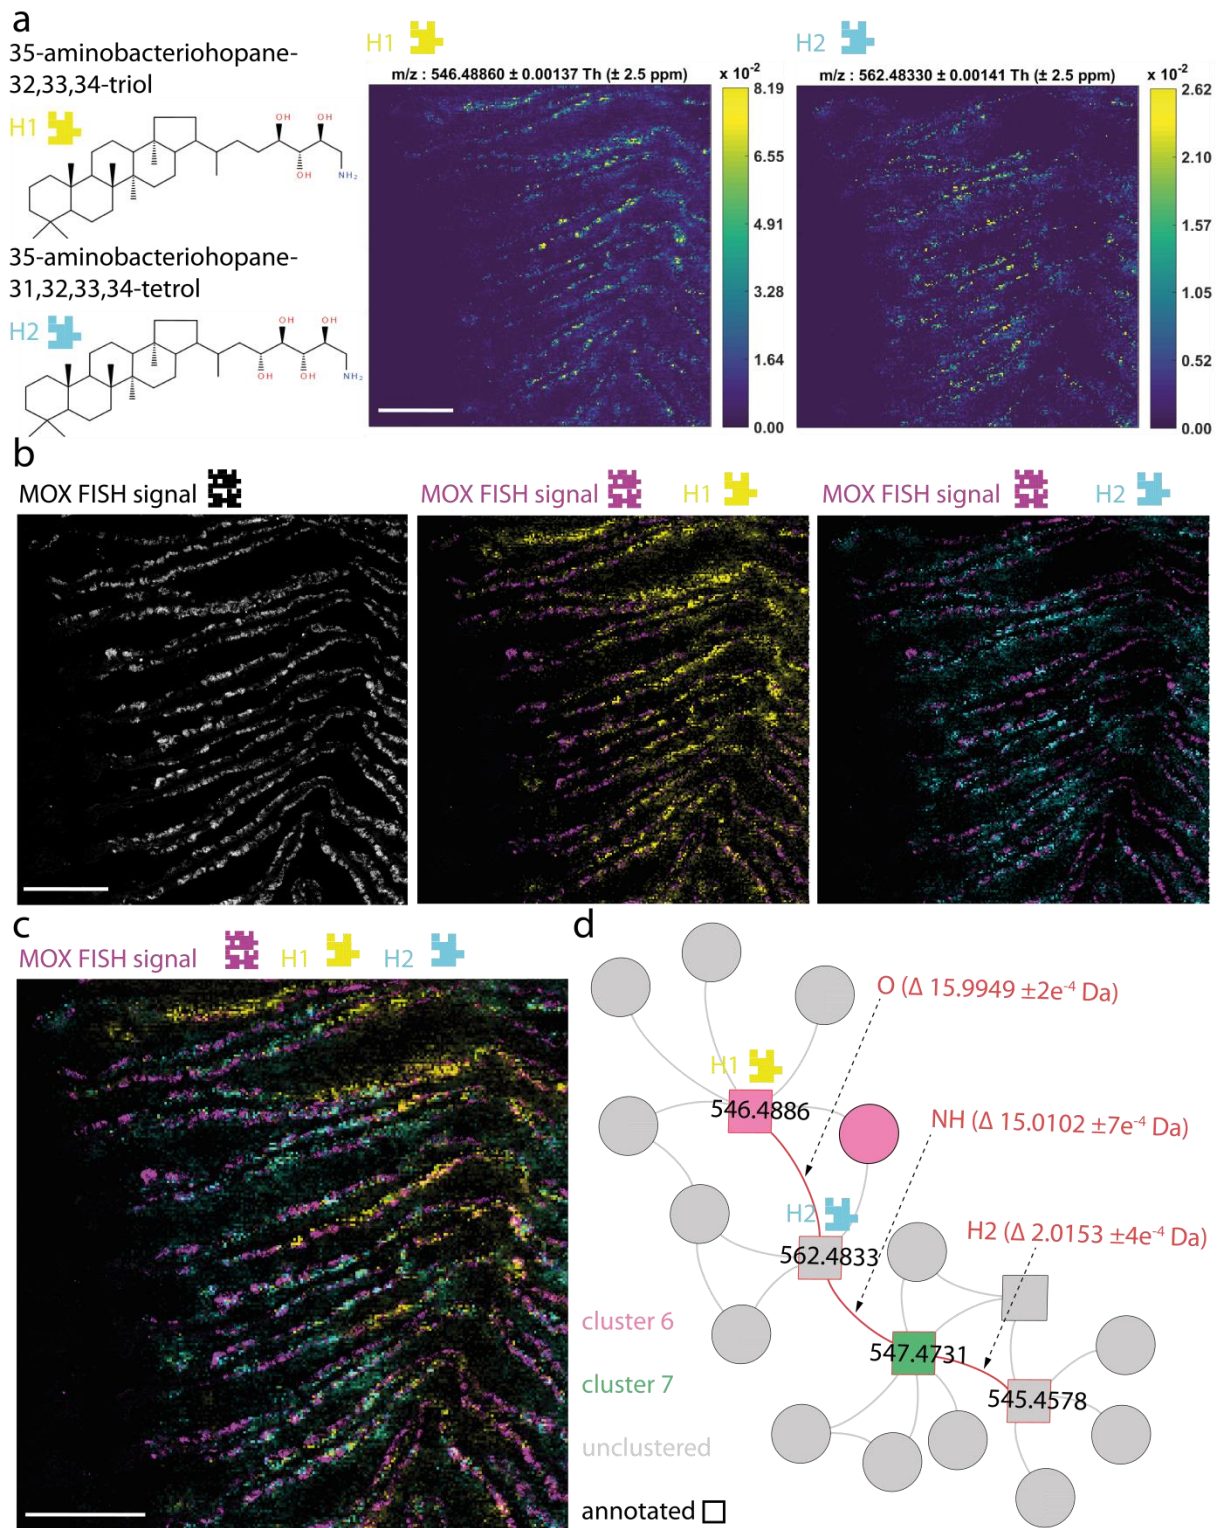 a
35-aminobacteriohopane-
32,33,34-triol
H1
OH OH
OH NH₂
35-aminobacteriohopane-
31,32,33,34-tetrol
H2
OH OH
OH OH NH₂
H1
m/z : 546.48860 ± 0.00137 Th (± 2.5 ppm)
x 10⁻²
8.19
6.55
4.91
3.28
1.64
0.00
H2
m/z : 562.48330 ± 0.00141 Th (± 2.5 ppm)
x 10⁻²
2.62
2.10
1.57
1.05
0.52
0.00
b
MOX FISH signal
MOX FISH signal H1
MOX FISH signal H2
c
MOX FISH signal H1 H2
d
O (Δ 15.9949 ±2e⁻⁴ Da)
H1
546.4886
NH (Δ 15.0102 ±7e⁻⁴ Da)
H2
562.4833
H2 (Δ 2.0153 ±4e⁻⁴ Da)
547.4731
545.4578
cluster 6
cluster 7
unclustered
annotated